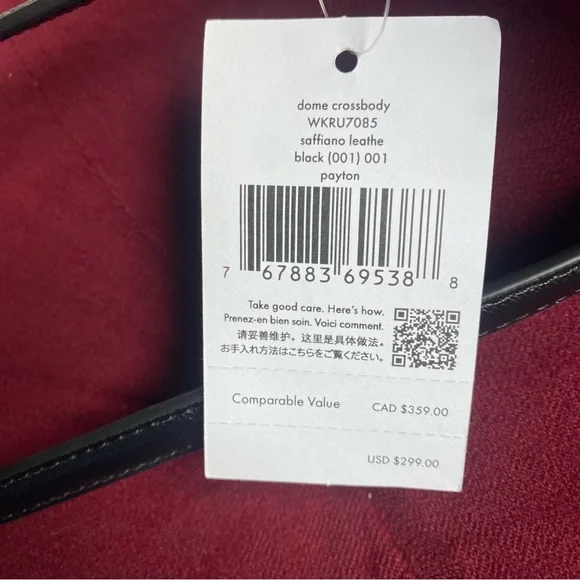 dome crossbody
WKRU7085
saffiano leathe
black (001) 001
payton
7 67883 69538 8
Take good care. Here's how.
Prenez-en bien soin. Voici comment.
请妥善维护。这里是具体做法。
お手入れ方法はこちらをご覧ください。
Comparable Value CAD $359.00
USD $299.00